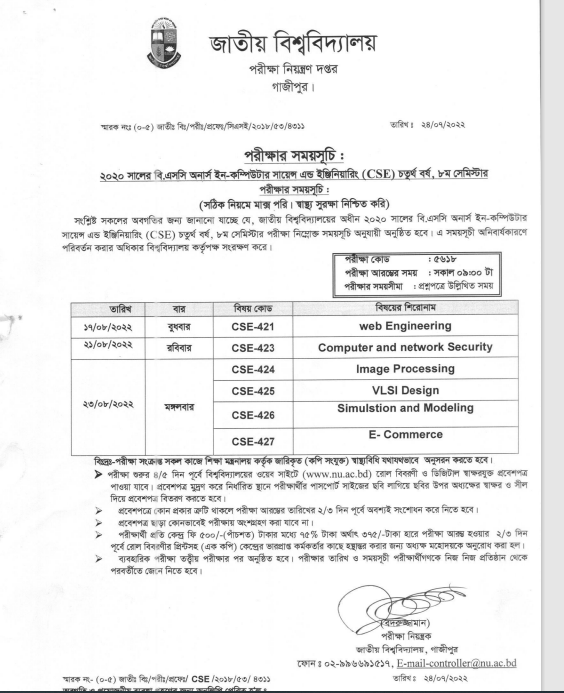 জাতীয় বিশ্ববিদ্যালয়
পরীক্ষা নিয়ন্ত্রণ দপ্তর
গাজীপুর।
স্মারক নংঃ (০-৫) জাতীঃ বিঃ/পরীঃ/প্রফেঃ/সিএসই/২০১৮/৫৩/৪৩১১ তারিখ: ২৪/০৭/২০২২
পরীক্ষার সময়সূচি :
২০২০ সালের বি.এসসি অনার্স ইন-কম্পিউটার সায়েন্স এন্ড ইঞ্জিনিয়ারিং (CSE) চতুর্থ বর্ষ, ৮ম সেমিস্টার
পরীক্ষার সময়সূচি :
(সঠিক নিয়মে মাস্ক পরি। স্বাস্থ্য সুরক্ষা নিশ্চিত করি)
সংশ্লিষ্ট সকলের অবগতির জন্য জানানো যাচ্ছে যে, জাতীয় বিশ্ববিদ্যালয়ের অধীন ২০২০ সালের বি.এসসি অনার্স ইন-কম্পিউটার
সায়েন্স এন্ড ইঞ্জিনিয়ারিং (CSE) চতুর্থ বর্ষ, ৮ম সেমিস্টার পরীক্ষা নিম্নোক্ত সময়সূচি অনুযায়ী অনুষ্ঠিত হবে। এ সময়সূচী অনিবার্যকারণে
পরিবর্তন করার অধিকার বিশ্ববিদ্যালয় কর্তৃপক্ষ সংরক্ষণ করে।
পরীক্ষা কোড : ৫৬১৮
পরীক্ষা আরম্ভের সময় : সকাল ০৯:০০ টা
পরীক্ষার সময়সীমা : প্রশ্নপত্রে উল্লিখিত সময়
তারিখ বার বিষয় কোড বিষয়ের শিরোনাম
১৭/০৮/২০২২ বুধবার CSE-421 web Engineering
২১/০৮/২০২২ রবিবার CSE-423 Computer and network Security
২৩/০৮/২০২২ মঙ্গলবার CSE-424 Image Processing
CSE-425 VLSI Design
CSE-426 Simulstion and Modeling
CSE-427 E- Commerce
বিঃদ্রঃ-পরীক্ষা সংক্রান্ত সকল কাজে শিক্ষা মন্ত্রনালয় কর্তৃক জারিকৃত (কপি সংযুক্ত) স্বাস্থ্যবিধি যথাযথভাবে অনুসরন করতে হবে।
➤ পরীক্ষা শুরুর ৪/৫ দিন পূর্বে বিশ্ববিদ্যালয়ের ওয়েব সাইটে (www.nu.ac.bd) রোল বিবরণী ও ডিজিটাল স্বাক্ষরযুক্ত প্রবেশপত্র
পাওয়া যাবে। প্রবেশপত্র মুদ্রণ করে নির্ধারিত স্থানে পরীক্ষার্থীর পাসপোর্ট সাইজের ছবি লাগিয়ে ছবির উপর অধ্যক্ষের স্বাক্ষর ও সীল
দিয়ে প্রবেশপত্র বিতরণ করতে হবে।
➤ প্রবেশপত্রে কোন প্রকার ত্রুটি থাকলে পরীক্ষা আরম্ভের তারিখের ২/৩ দিন পূর্বে অবশ্যই সংশোধন করে নিতে হবে।
➤ প্রবেশপত্র ছাড়া কোনভাবেই পরীক্ষায় অংশগ্রহণ করা যাবে না।
➤ পরীক্ষার্থী প্রতি কেন্দ্র ফি ৫০০/-(পাঁচশত) টাকার মধ্যে ৭৫% টাকা অর্থাৎ ৩৭৫/-টাকা হারে পরীক্ষা আরম্ভ হওয়ার ২/৩ দিন
পূর্বে রোল বিবরণীর প্রিন্টসহ (এক কপি) কেন্দ্রের ভারপ্রাপ্ত কর্মকর্তার কাছে হস্তান্তর করার জন্য অধ্যক্ষ মহোদয়কে অনুরোধ করা হল।
➤ ব্যবহারিক পরীক্ষা তত্ত্বীয় পরীক্ষার পর অনুষ্ঠিত হবে। পরীক্ষার তারিখ ও সময়সূচী পরীক্ষার্থীগণকে নিজ নিজ প্রতিষ্ঠান থেকে
পরবর্তীতে জেনে নিতে হবে।
(বদরুজ্জামান)
পরীক্ষা নিয়ন্ত্রক
জাতীয় বিশ্ববিদ্যালয়, গাজীপুর
ফোন : ০২-৯৯৬৬৯১৫১৭, E-mail-controller@nu.ac.bd
স্মারক নং- (০-৫) জাতীঃ বিঃ/পরীঃ/প্রফেঃ/ CSE /২০১৮/৫৩/ ৪৩১১ তারিখঃ ২৪/০৭/২০২২